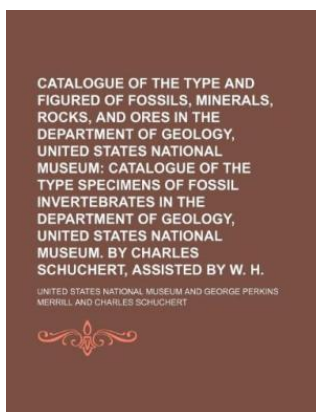 CATALOGUE OF THE TYPE AND
FIGURED OF FOSSILS, MINERALS,
ROCKS, AND ORES IN THE
DEPARTMENT OF GEOLOGY,
UNITED STATES NATIONAL
MUSEUM: CATALOGUE OF THE
TYPE SPECIMENS OF FOSSIL
INVERTEBRATES IN THE
DEPARTMENT OF GEOLOGY,
UNITED STATES NATIONAL
MUSEUM. BY CHARLES
SCHUCHERT, ASSISTED BY W. H.
UNITED STATES NATIONAL MUSEUM AND GEORGE PERKINS
MERRILL AND CHARLES SCHUCHERT